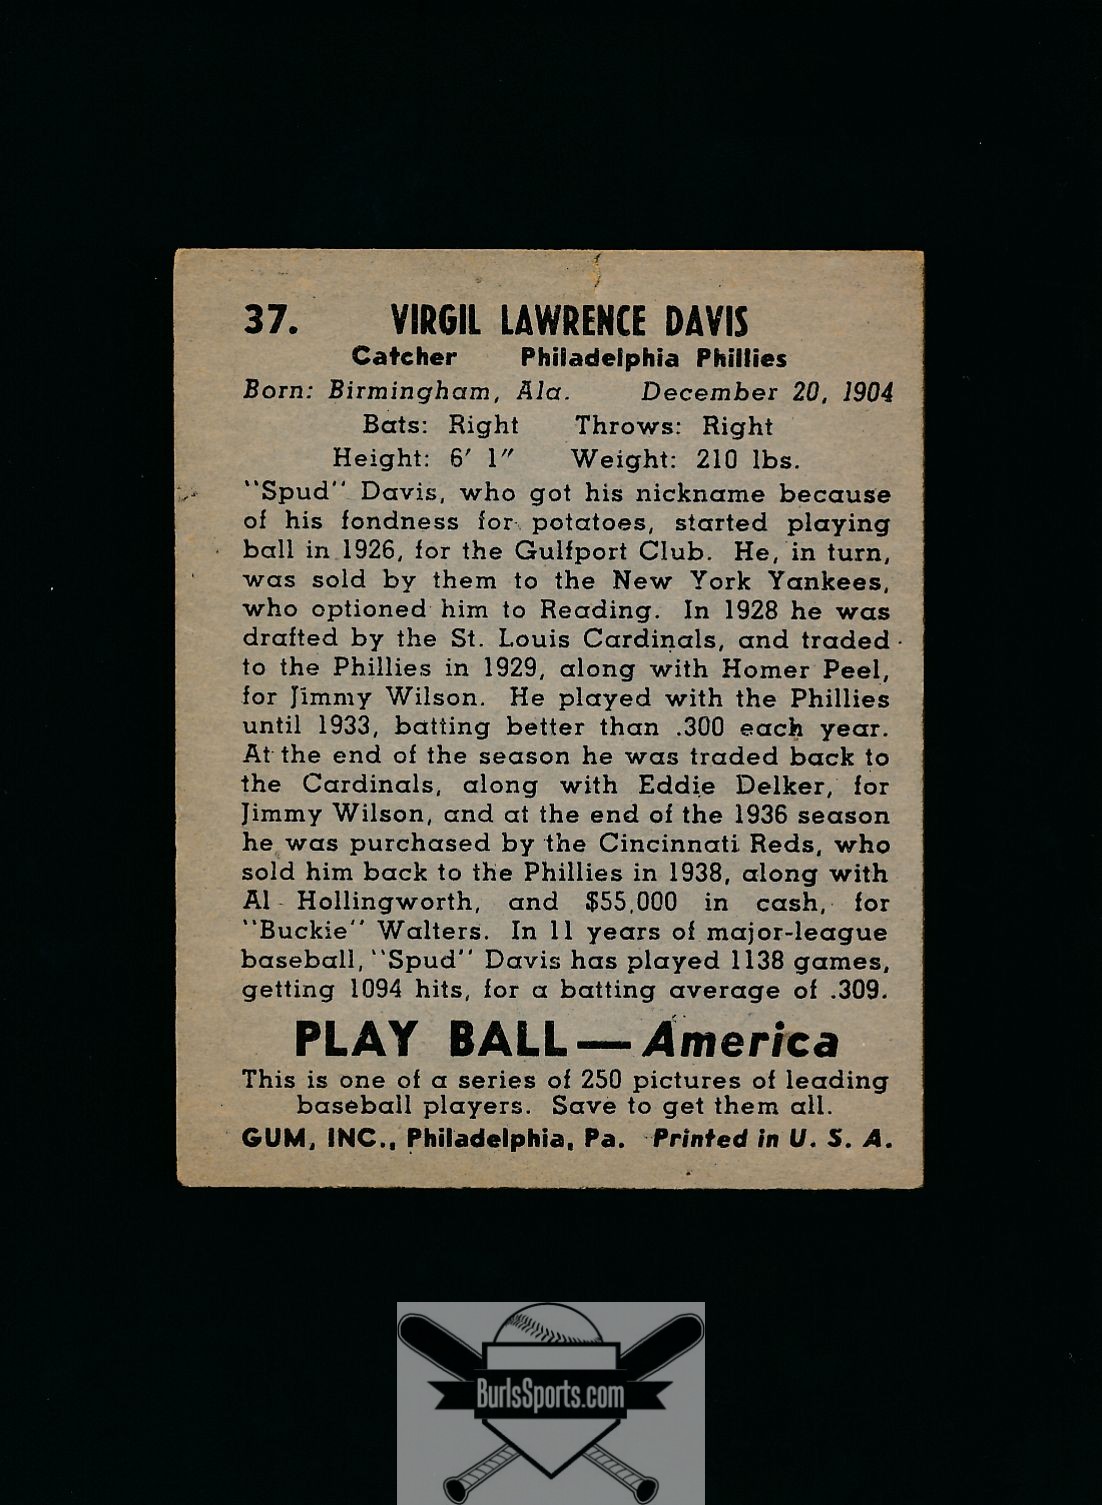 37. VIRGIL LAWRENCE DAVIS
Catcher Philadelphia Phillies
Born: Birmingham, Ala. December 20, 1904
Bats: Right Throws: Right
Height: 6' 1" Weight: 210 lbs.
"Spud" Davis, who got his nickname because
of his fondness for potatoes, started playing
ball in 1926, for the Gulfport Club. He, in turn,
was sold by them to the New York Yankees,
who optioned him to Reading. In 1928 he was
drafted by the St. Louis Cardinals, and traded
to the Phillies in 1929, along with Homer Peel,
for Jimmy Wilson. He played with the Phillies
until 1933, batting better than .300 each year.
At the end of the season he was traded back to
the Cardinals, along with Eddie Delker, for
Jimmy Wilson, and at the end of the 1936 season
he was purchased by the Cincinnati Reds, who
sold him back to the Phillies in 1938, along with
Al Hollingworth, and $55,000 in cash, for
"Buckie" Walters. In 11 years of major-league
baseball, "Spud" Davis has played 1138 games,
getting 1094 hits, for a batting average of .309.
PLAY BALL—America
This is one of a series of 250 pictures of leading
baseball players. Save to get them all.
GUM, INC., Philadelphia, Pa. Printed in U. S. A.
BurlsSports.com